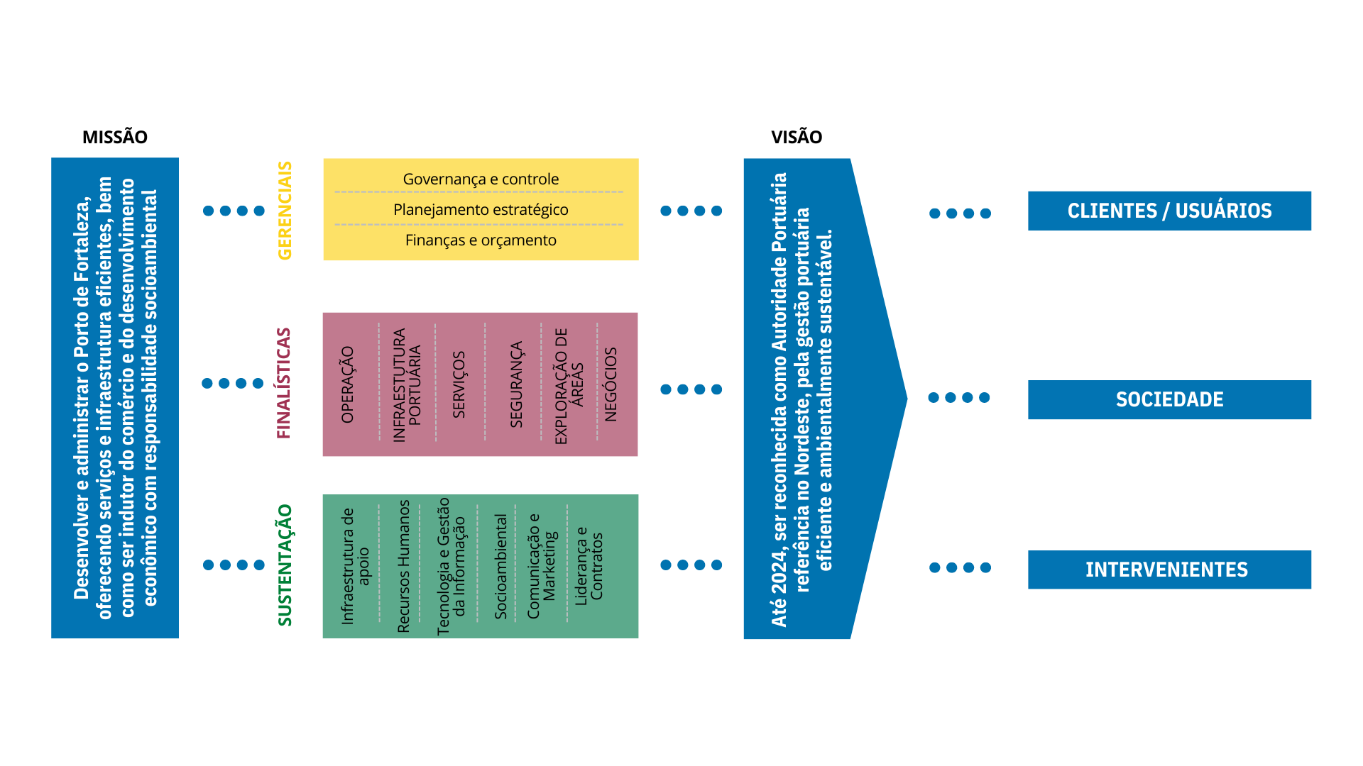 MISSÃO
Desenvolver e administrar o Porto de Fortaleza,
oferecendo serviços e infraestrutura eficientes, bem
como ser indutor do comércio e do desenvolvimento
econômico com responsabilidade socioambiental
GERENCIAIS
Governança e controle
Planejamento estratégico
Finanças e orçamento
FINALÍSTICAS
OPERAÇÃO
INFRAESTUTURA
PORTUÁRIA
SERVIÇOS
SEGURANÇA
EXPLORAÇÃO DE
ÁREAS
NEGÓCIOS
SUSTENTAÇÃO
Infraestrutura de
apoio
Recursos Humanos
Tecnologia e Gestão
da Informação
Socioambiental
Comunicação e
Marketing
Liderança e
Contratos
VISÃO
Até 2024, ser reconhecida como Autoridade Portuária
referência no Nordeste, pela gestão portuária
eficiente e ambientalmente sustentável.
CLIENTES / USUÁRIOS
SOCIEDADE
INTERVENIENTES